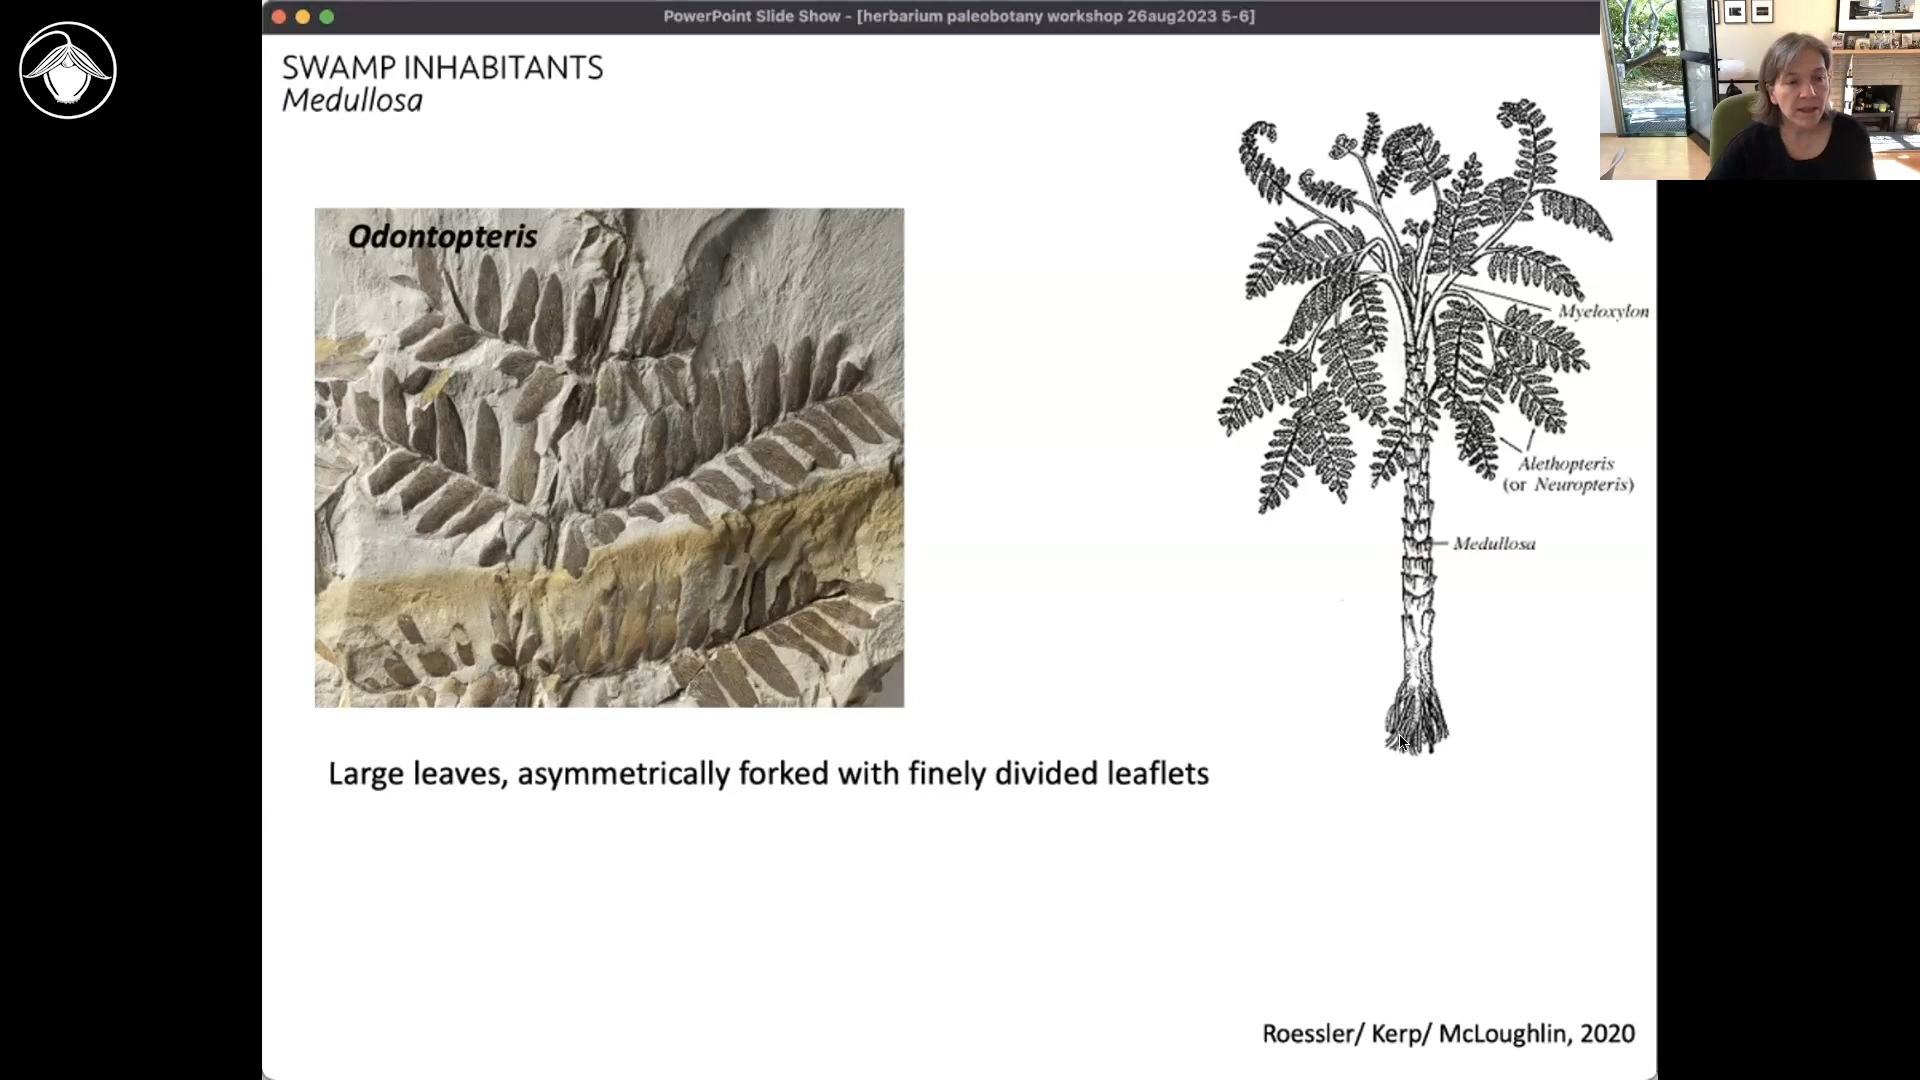 PowerPoint Slide Show - [herbarium paleobotany workshop 26aug2023 5-6]
SWAMP INHABITANTS
Medullosa
Odontopteris
Myeloxylon
Alethopteris
(or Neuropteris)
Medullosa
Large leaves, asymmetrically forked with finely divided leaflets
Roessler/ Kerp/ McLoughlin, 2020